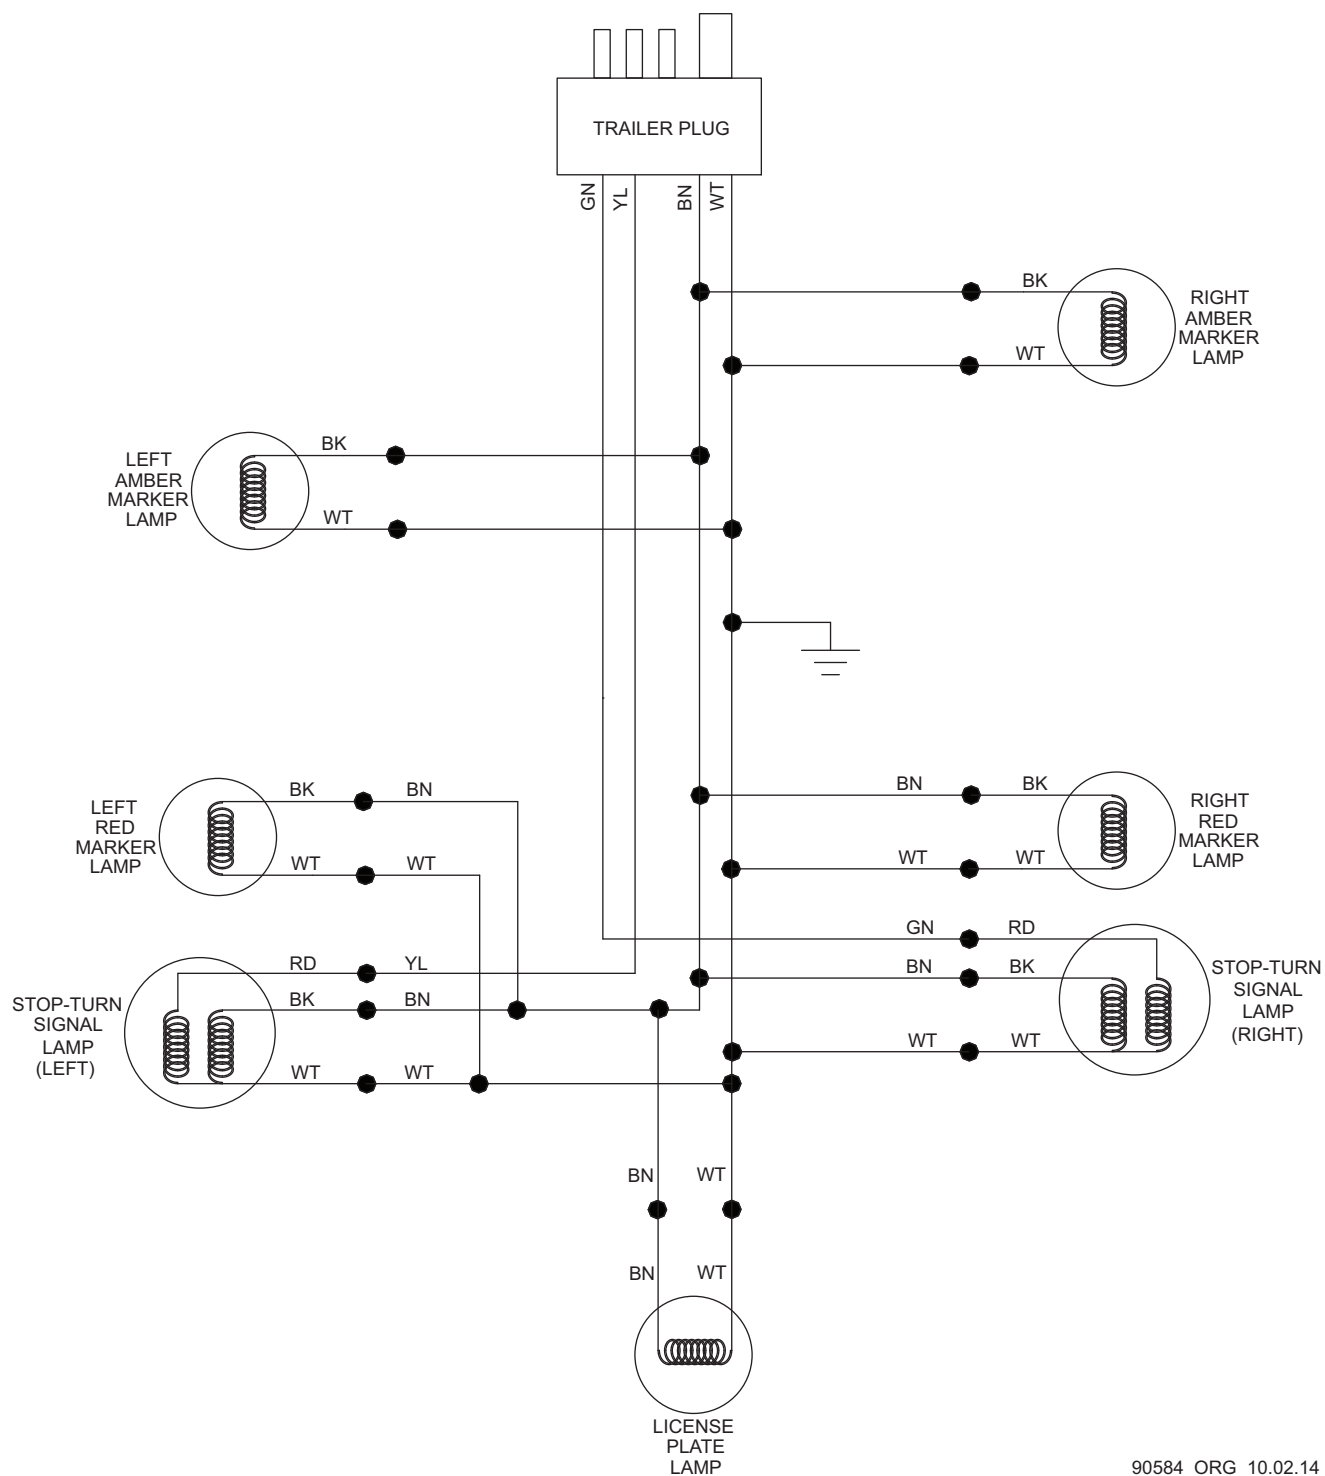 TRAILER PLUG
GN
YL
BN
WT
BK
RIGHT
AMBER
MARKER
LAMP
WT
BK
LEFT
AMBER
MARKER
LAMP
WT
BK BN
LEFT
RED
MARKER
LAMP
WT WT
BN BK
RIGHT
RED
MARKER
LAMP
WT WT
GN RD
RD YL
BN BK
STOP-TURN
SIGNAL
LAMP
(RIGHT)
BK BN
STOP-TURN
SIGNAL
LAMP
(LEFT)
WT WT
WT WT
BN WT
BN WT
LICENSE
PLATE
LAMP
90584_ORG_10.02.14